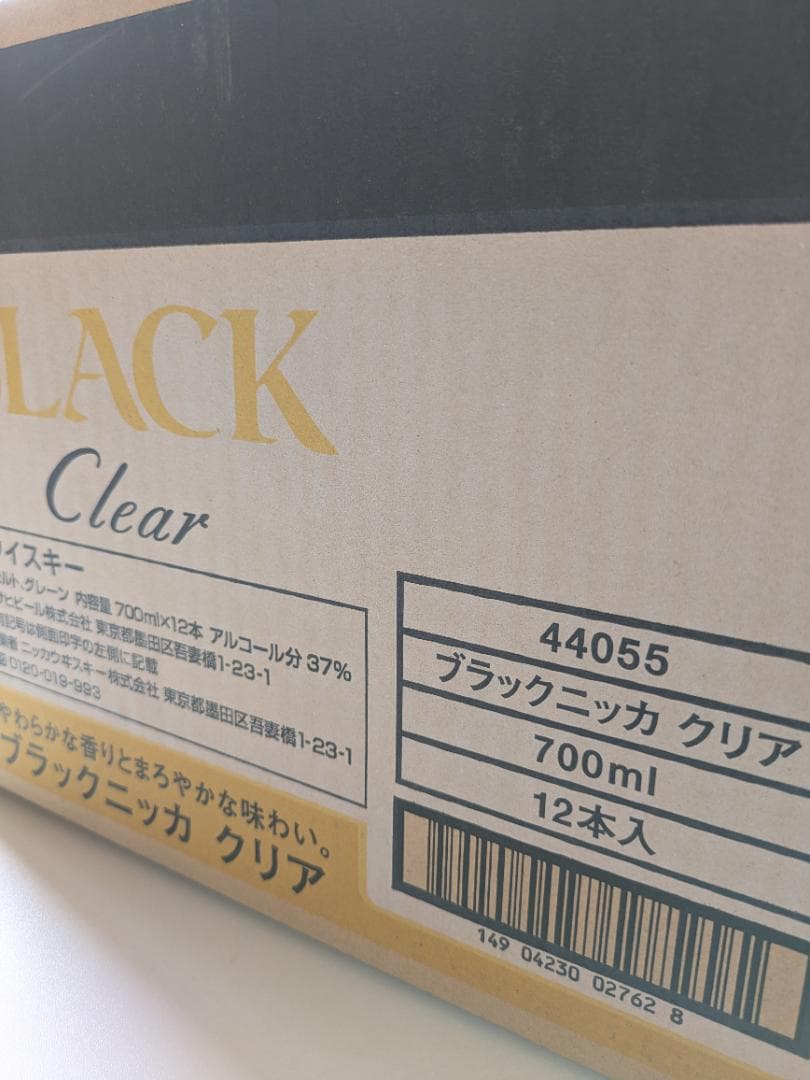 LACK
Clear
イスキー
モルト、グレーン 内容量 700ml×12本 アルコール分 37%
アサヒビール株式会社 東京都墨田区吾妻橋1-23-1
記号は側面印字の左側に記載
ニッカウヰスキー株式会社 東京都墨田区吾妻橋1-23-1
0120-019-993
やわらかな香りとまろやかな味わい。
ブラックニッカ クリア
44055
ブラックニッカ クリア
700ml
12本入
149 04230 02762 8